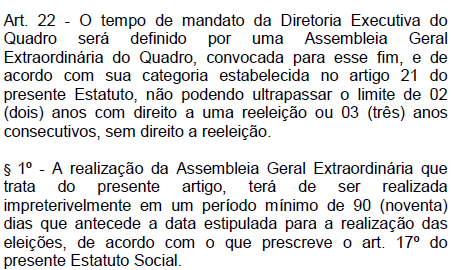 Art. 22 - O tempo de mandato da Diretoria Executiva do
Quadro será definido por uma Assembleia Geral
Extraordinária do Quadro, convocada para esse fim, e de
acordo com sua categoria estabelecida no artigo 21 do
presente Estatuto, não podendo ultrapassar o limite de 02
(dois) anos com direito a uma reeleição ou 03 (três) anos
consecutivos, sem direito a reeleição.
§ 1º - A realização da Assembleia Geral Extraordinária que
trata do presente artigo, terá de ser realizada
impreterivelmente em um período mínimo de 90 (noventa)
dias que antecede a data estipulada para a realização das
eleições, de acordo com o que prescreve o art. 17º do
presente Estatuto Social.